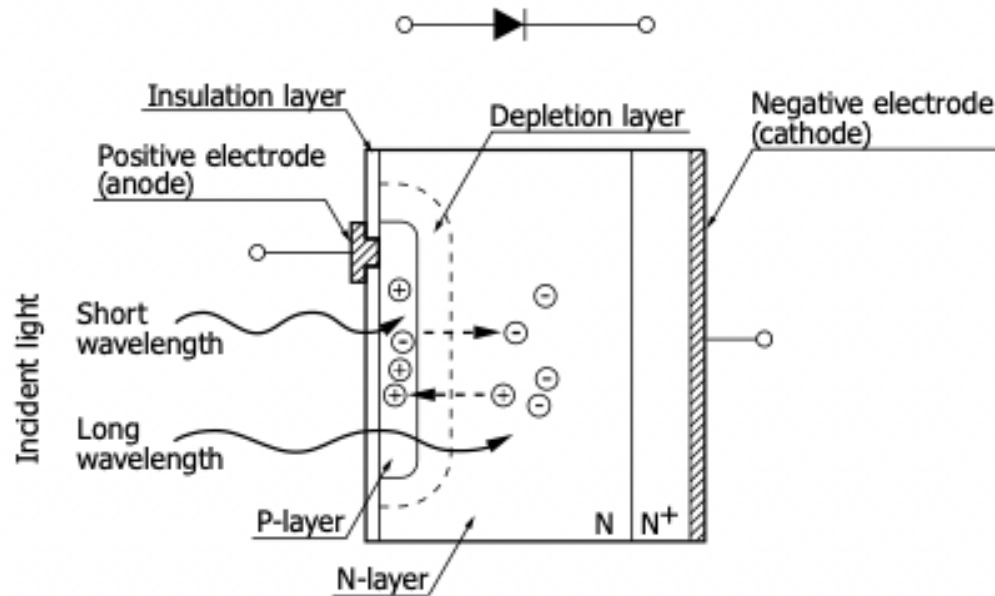 Insulation layer
Depletion layer
Negative electrode
(cathode)
Positive electrode
(anode)
Incident light
Short
wavelength
Long
wavelength
P-layer
N-layer
N
N+
+
-
-
-
+
+
+
-
-